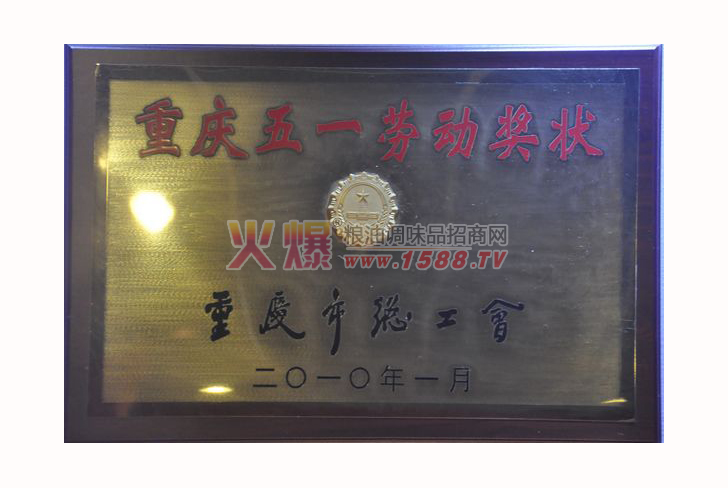 重庆五一劳动奖状
火爆粮油调味品招商网
www.1588.TV
重慶市總工會
二〇一〇年一月